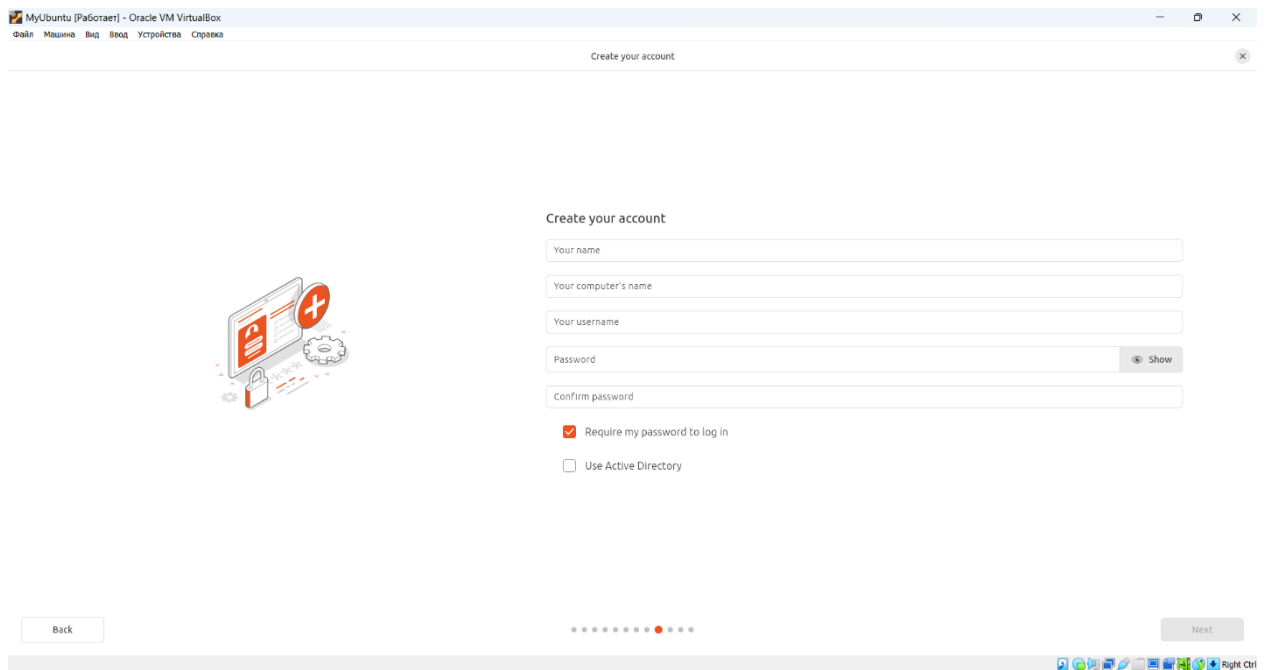 MyUbuntu [Работает] - Oracle VM VirtualBox
Файл Машина Вид Ввод Устройства Справка
Create your account
Create your account
Your name
Your computer's name
Your username
Password Show
Confirm password
Require my password to log in
Use Active Directory
Back Next
Right Ctrl